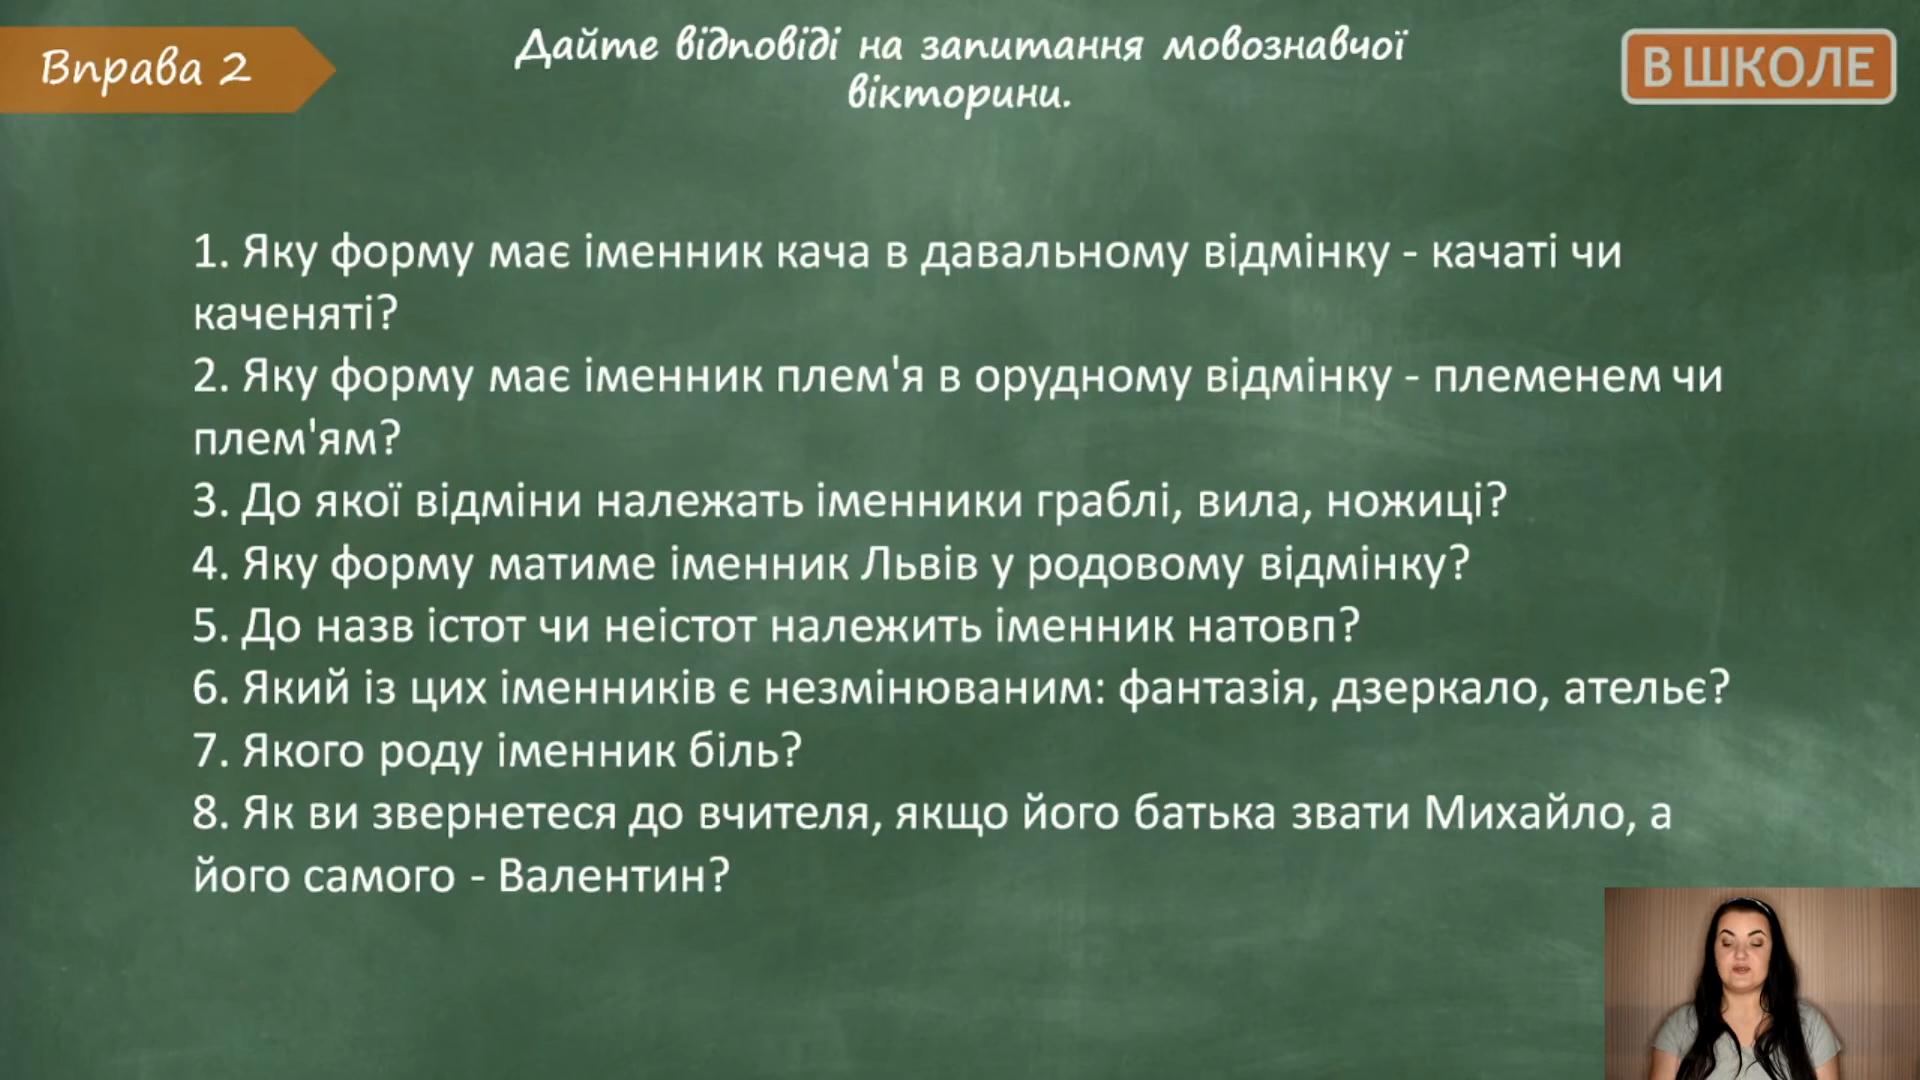 Вправа 2
Дайте відповіді на запитання мовознавчої
вікторини.
В ШКОЛЕ
1. Яку форму має іменник кача в давальному відмінку - качаті чи
каченяті?
2. Яку форму має іменник плем'я в орудному відмінку - племенем чи
плем'ям?
3. До якої відміни належать іменники граблі, вила, ножиці?
4. Яку форму матиме іменник Львів у родовому відмінку?
5. До назв істот чи неістот належить іменник натовп?
6. Який із цих іменників є незмінюваним: фантазія, дзеркало, ательє?
7. Якого роду іменник біль?
8. Як ви звернетеся до вчителя, якщо його батька звати Михайло, а
його самого - Валентин?